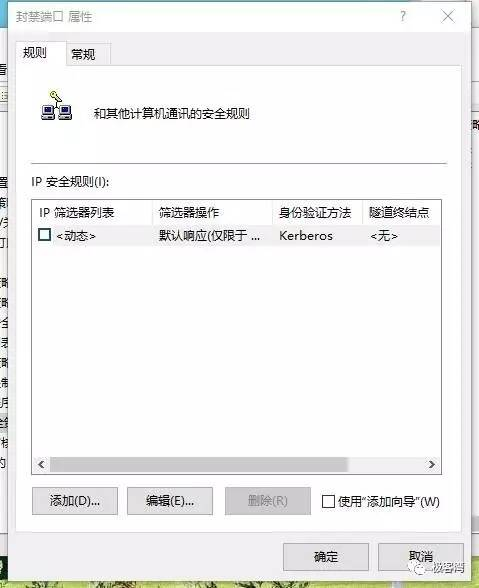 封禁端口 属性
规则
常规
和其他计算机通讯的安全规则
IP 安全规则(I):
IP 筛选器列表 筛选器操作 身份验证方法 隧道终结点
<动态> 默认响应(仅限于 ... Kerberos <无>
添加(D)... 编辑(E)... 删除(R) 使用“添加向导”(W)
确定 取消
极客湾